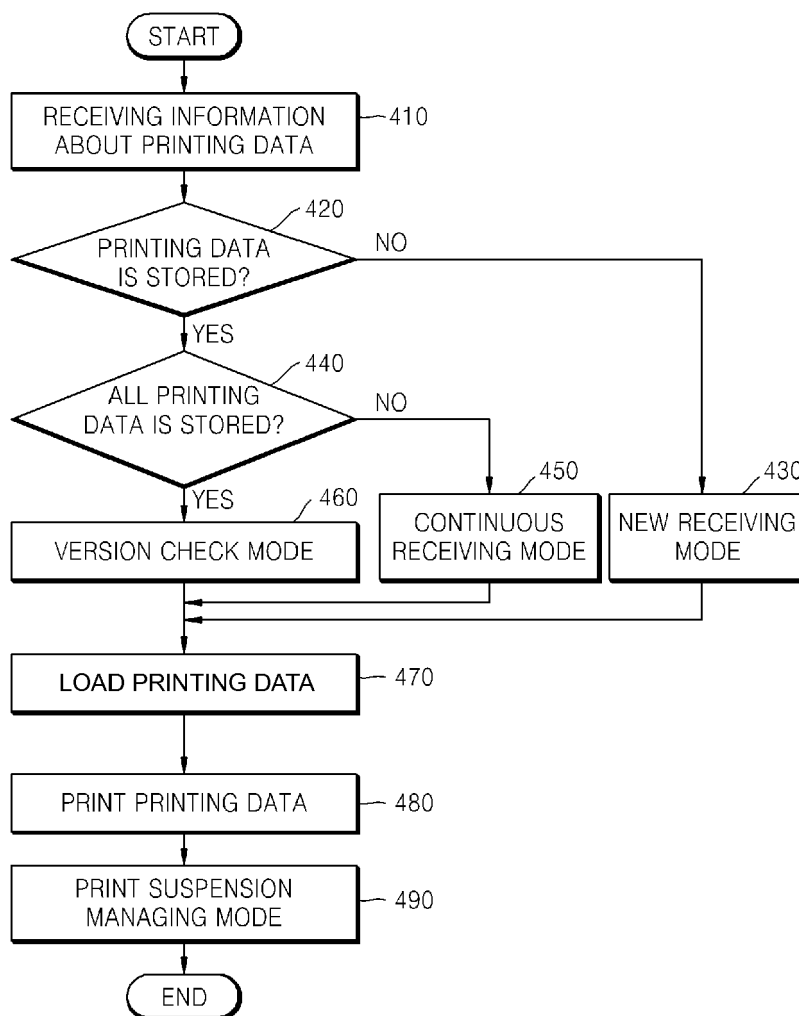 START
RECEIVING INFORMATION
ABOUT PRINTING DATA
410
420
PRINTING DATA
IS STORED?
NO
YES
440
ALL PRINTING
DATA IS STORED?
NO
YES
460
VERSION CHECK MODE
450
CONTINUOUS
RECEIVING MODE
430
NEW RECEIVING
MODE
LOAD PRINTING DATA
470
PRINT PRINTING DATA
480
PRINT SUSPENSION
MANAGING MODE
490
END